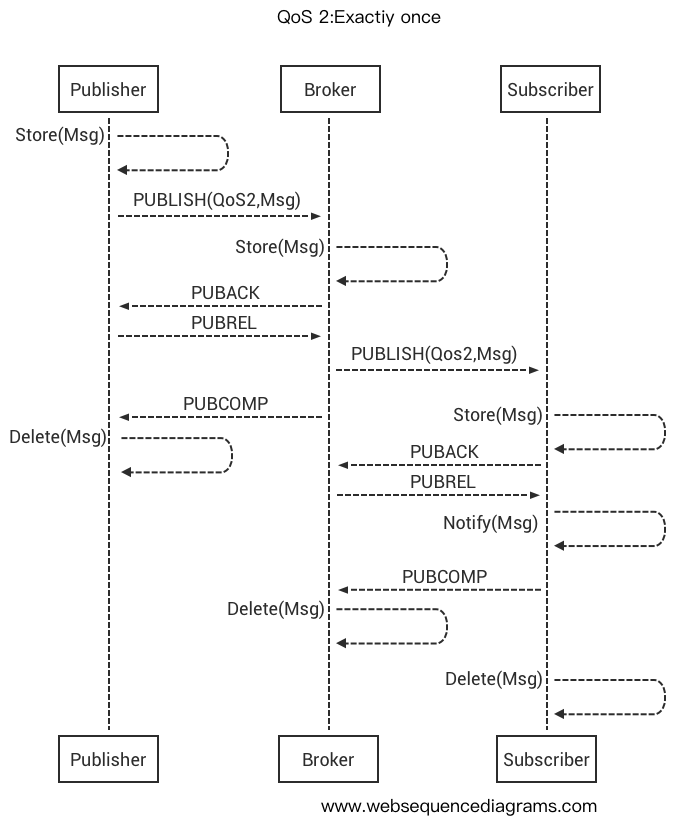 QoS 2:Exactiy once
Publisher Broker Subscriber
Store(Msg)
PUBLISH(QoS2,Msg)
Store(Msg)
PUBACK
PUBREL
PUBLISH(Qos2,Msg)
PUBCOMP
Store(Msg)
Delete(Msg)
PUBACK
PUBREL
Notify(Msg)
PUBCOMP
Delete(Msg)
Delete(Msg)
Publisher Broker Subscriber
www.websequencediagrams.com